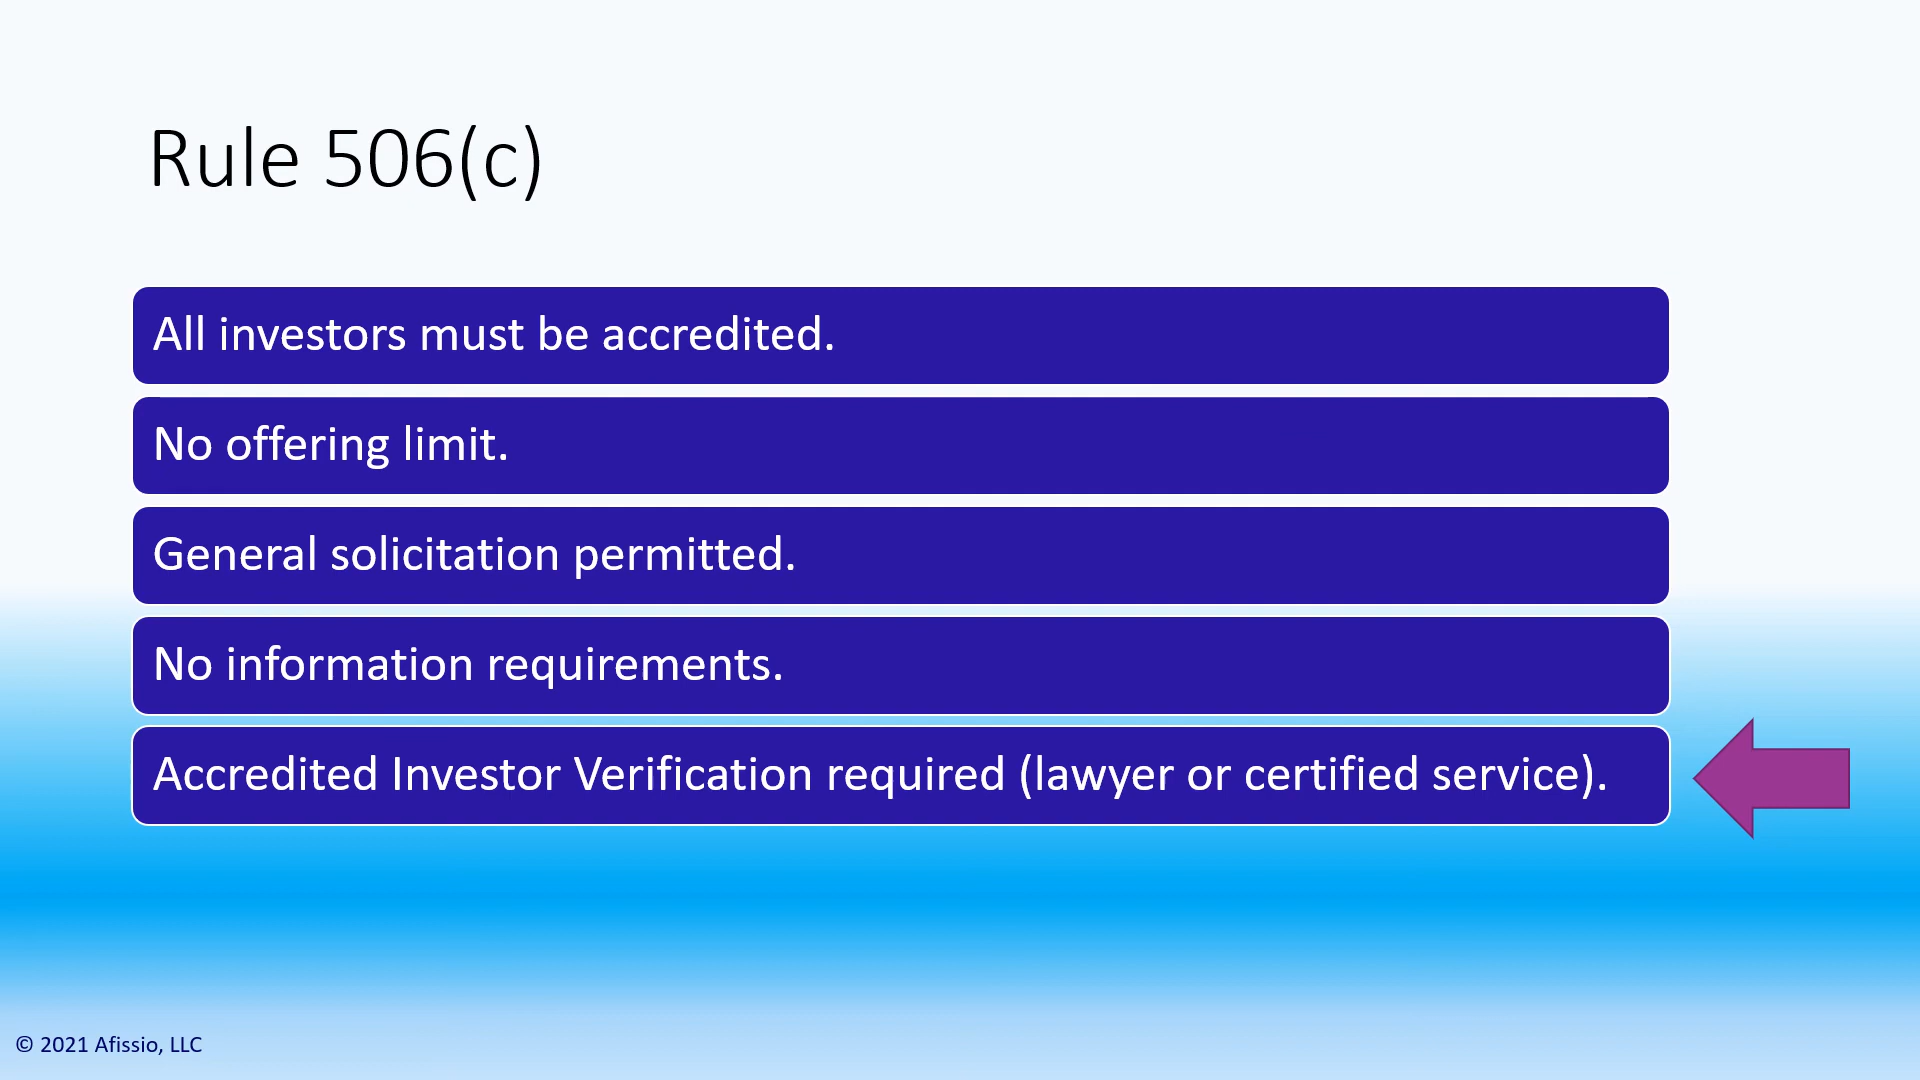 Rule 506(c)
All investors must be accredited.
No offering limit.
General solicitation permitted.
No information requirements.
Accredited Investor Verification required (lawyer or certified service).
© 2021 Afissio, LLC